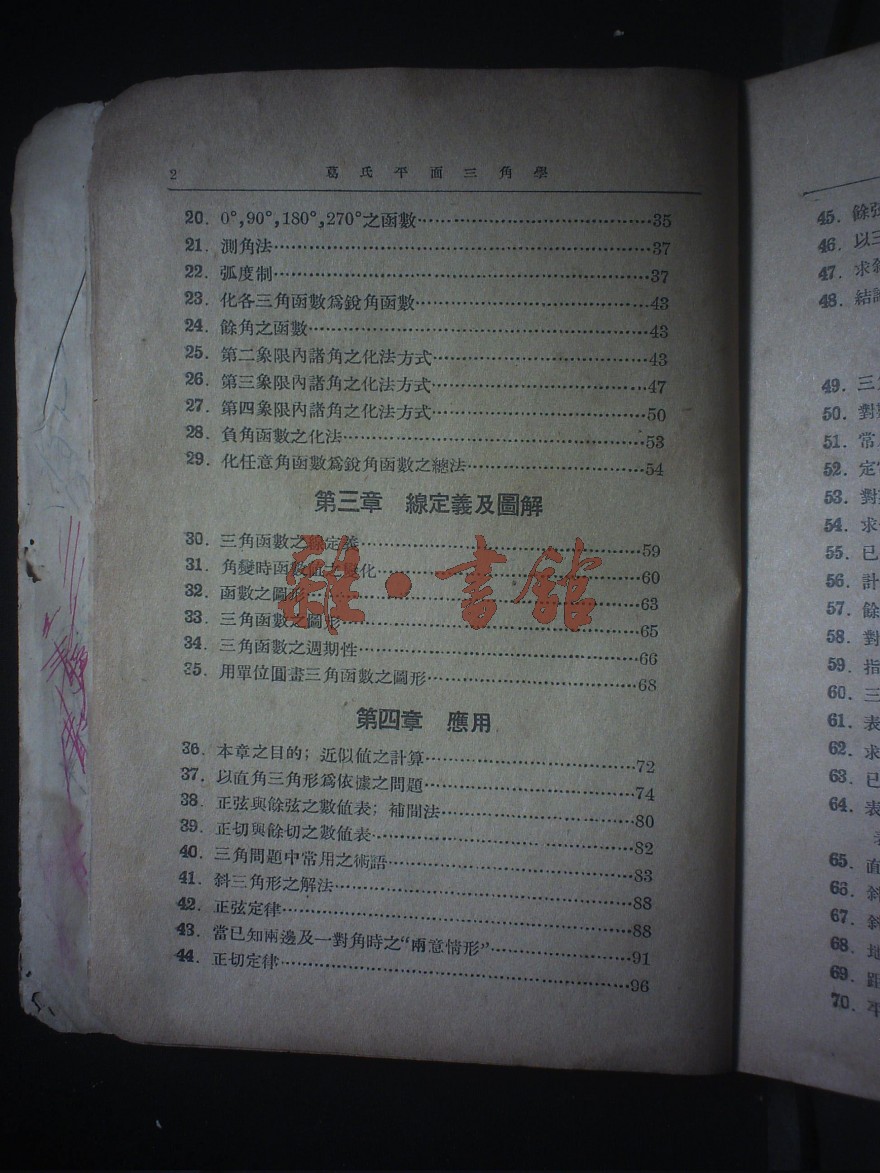 2
葛氏平面三角學
20. 0°,90°,180°,270°之函數……35
21. 測角法……37
22. 弧度制……37
23. 化各三角函數爲銳角函數……43
24. 餘角之函數……43
25. 第二象限內諸角之化法方式……43
26. 第三象限內諸角之化法方式……47
27. 第四象限內諸角之化法方式……50
28. 負角函數之化法……53
29. 化任意角函數爲銳角函數之總法……54
第三章 線定義及圖解
30. 三角函數之線定義……59
31. 角變時函數值之變化……60
32. 函數之圖形……63
33. 三角函數之圖形……65
34. 三角函數之週期性……66
35. 用單位圓畫三角函數之圖形……68
第四章 應用
36. 本章之目的; 近似值之計算……72
37. 以直角三角形爲依據之問題……74
38. 正弦與餘弦之數值表; 補間法……80
39. 正切與餘切之數值表……82
40. 三角問題中常用之術語……83
41. 斜三角形之解法……88
42. 正弦定律……88
43. 當已知兩邊及一對角時之“兩意情形”……91
44. 正切定律……96
雜·書館
45. 餘弦
46. 以三
47. 求
48. 結
49. 三
50. 對
51. 常
52. 定
53. 對
54. 求
55. 已
56. 計
57. 餘
58. 對
59. 指
60. 三
61. 表
62. 求
63. 已
64. 表
65. 直
66. 斜
67. 斜
68. 地
69. 距
70. 平